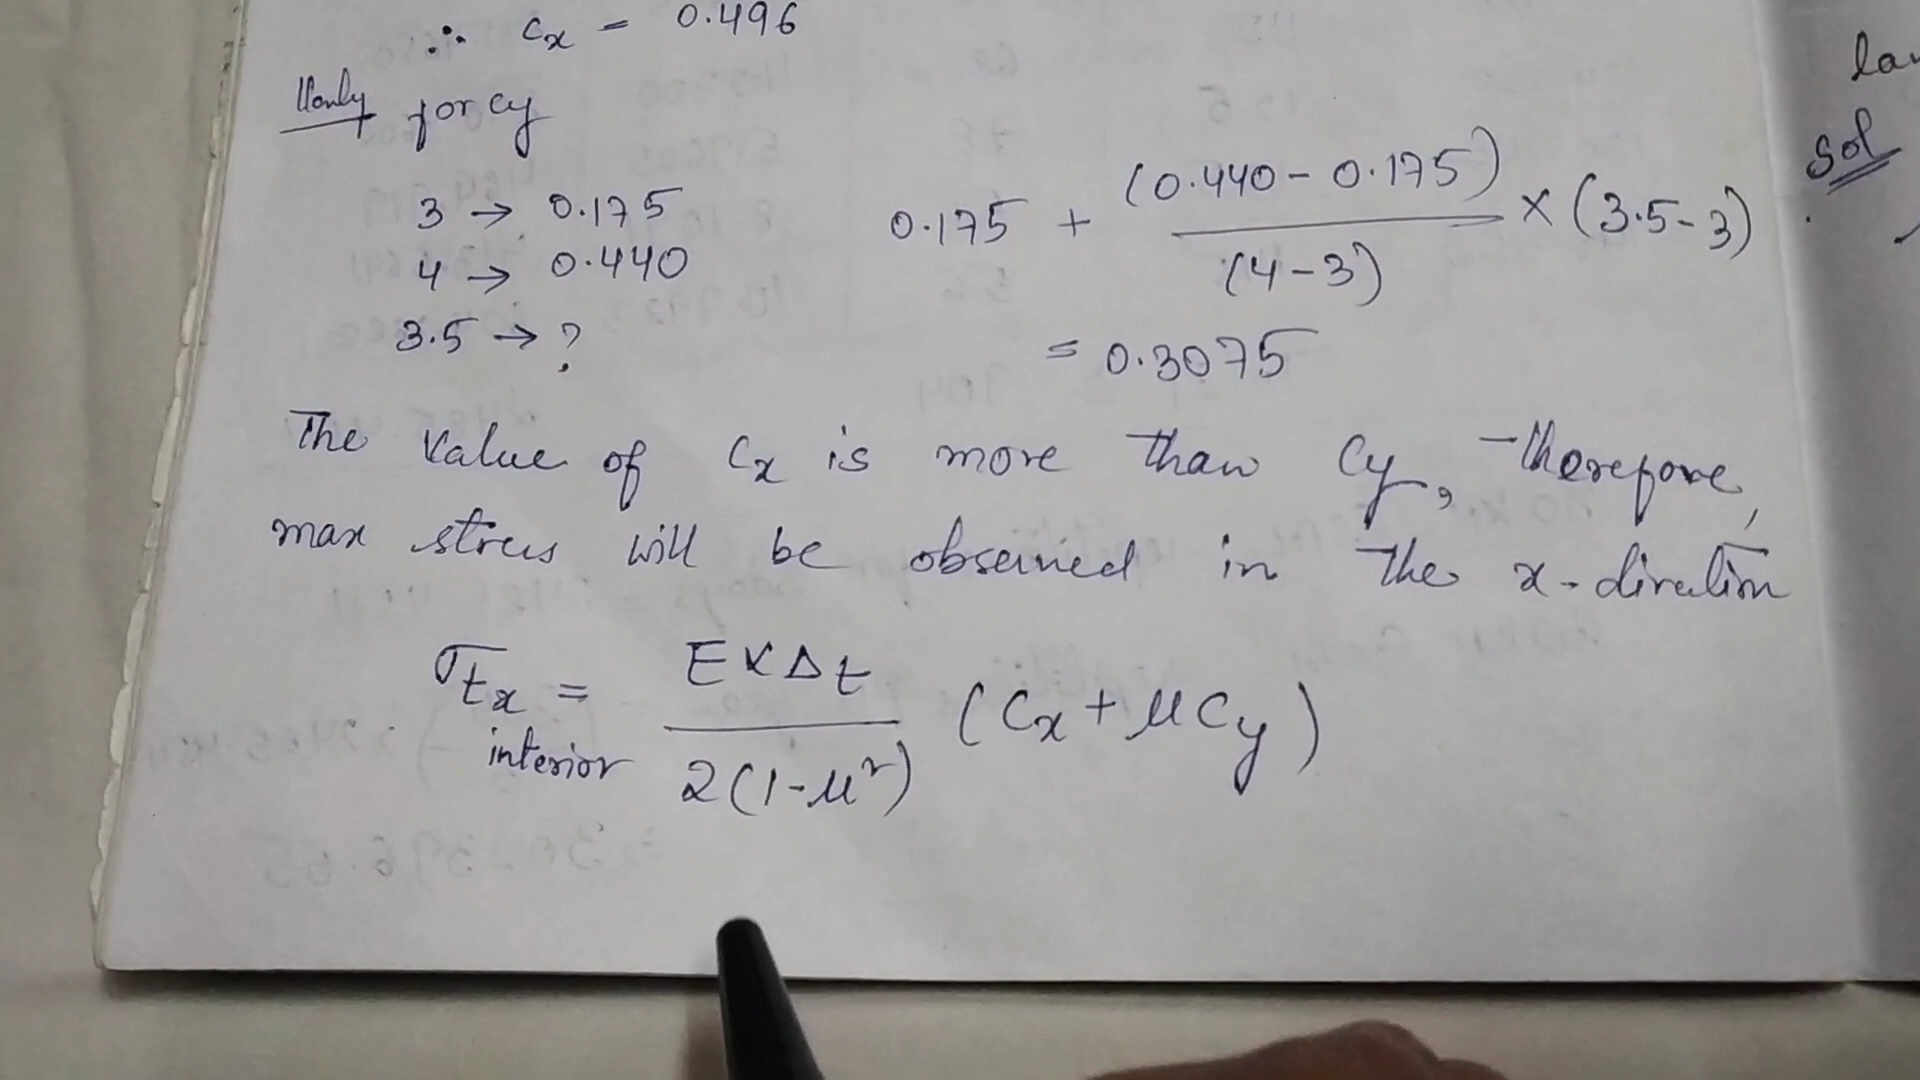 ∴ Cx = 0.496
lllonly for Cy
3 → 0.175
4 → 0.440
3.5 → ?
0.175 + (0.440 - 0.175) / (4-3) × (3.5-3)
= 0.3075
The value of Cx is more than Cy, therefore,
max stress will be observed in the x-direction
σtx interior = EαΔt / 2(1-μ²) (Cx + μCy)
Sol